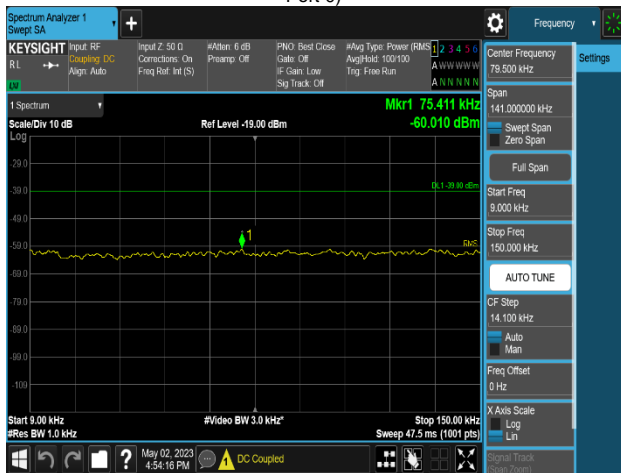 Spectrum Analyzer 1
Swept SA
Frequency
KEYSIGHT
RL
Input: RF
Coupling: DC
Align: Auto
Input Z: 50 Ω
Corrections: On
Freq Ref: Int (S)
#Atten: 6 dB
Preamp: Off
PNO: Best Close
Gate: Off
IF Gain: Low
Sig Track: Off
#Avg Type: Power (RMS
Avg|Hold: 100/100
Trig: Free Run
1 2 3 4 5 6
A W W W W W
A N N N N N
1 Spectrum
Scale/Div 10 dB
Log
Ref Level -19.00 dBm
Mkr1 75.411 kHz
-60.010 dBm
-29.0
-39.0
-49.0
-59.0
-69.0
-79.0
-89.0
-99.0
-109
DL1 -39.00 dBm
1
RMS
Start 9.00 kHz
#Res BW 1.0 kHz
#Video BW 3.0 kHz*
Stop 150.00 kHz
Sweep 47.5 ms (1001 pts)
Center Frequency
79.500 kHz
Settings
Span
141.000000 kHz
Swept Span
Zero Span
Full Span
Start Freq
9.000 kHz
Stop Freq
150.000 kHz
AUTO TUNE
CF Step
14.100 kHz
Auto
Man
Freq Offset
0 Hz
X Axis Scale
Log
Lin
Signal Track
(Span Zoom)
?
May 02, 2023
4:54:16 PM
DC Coupled